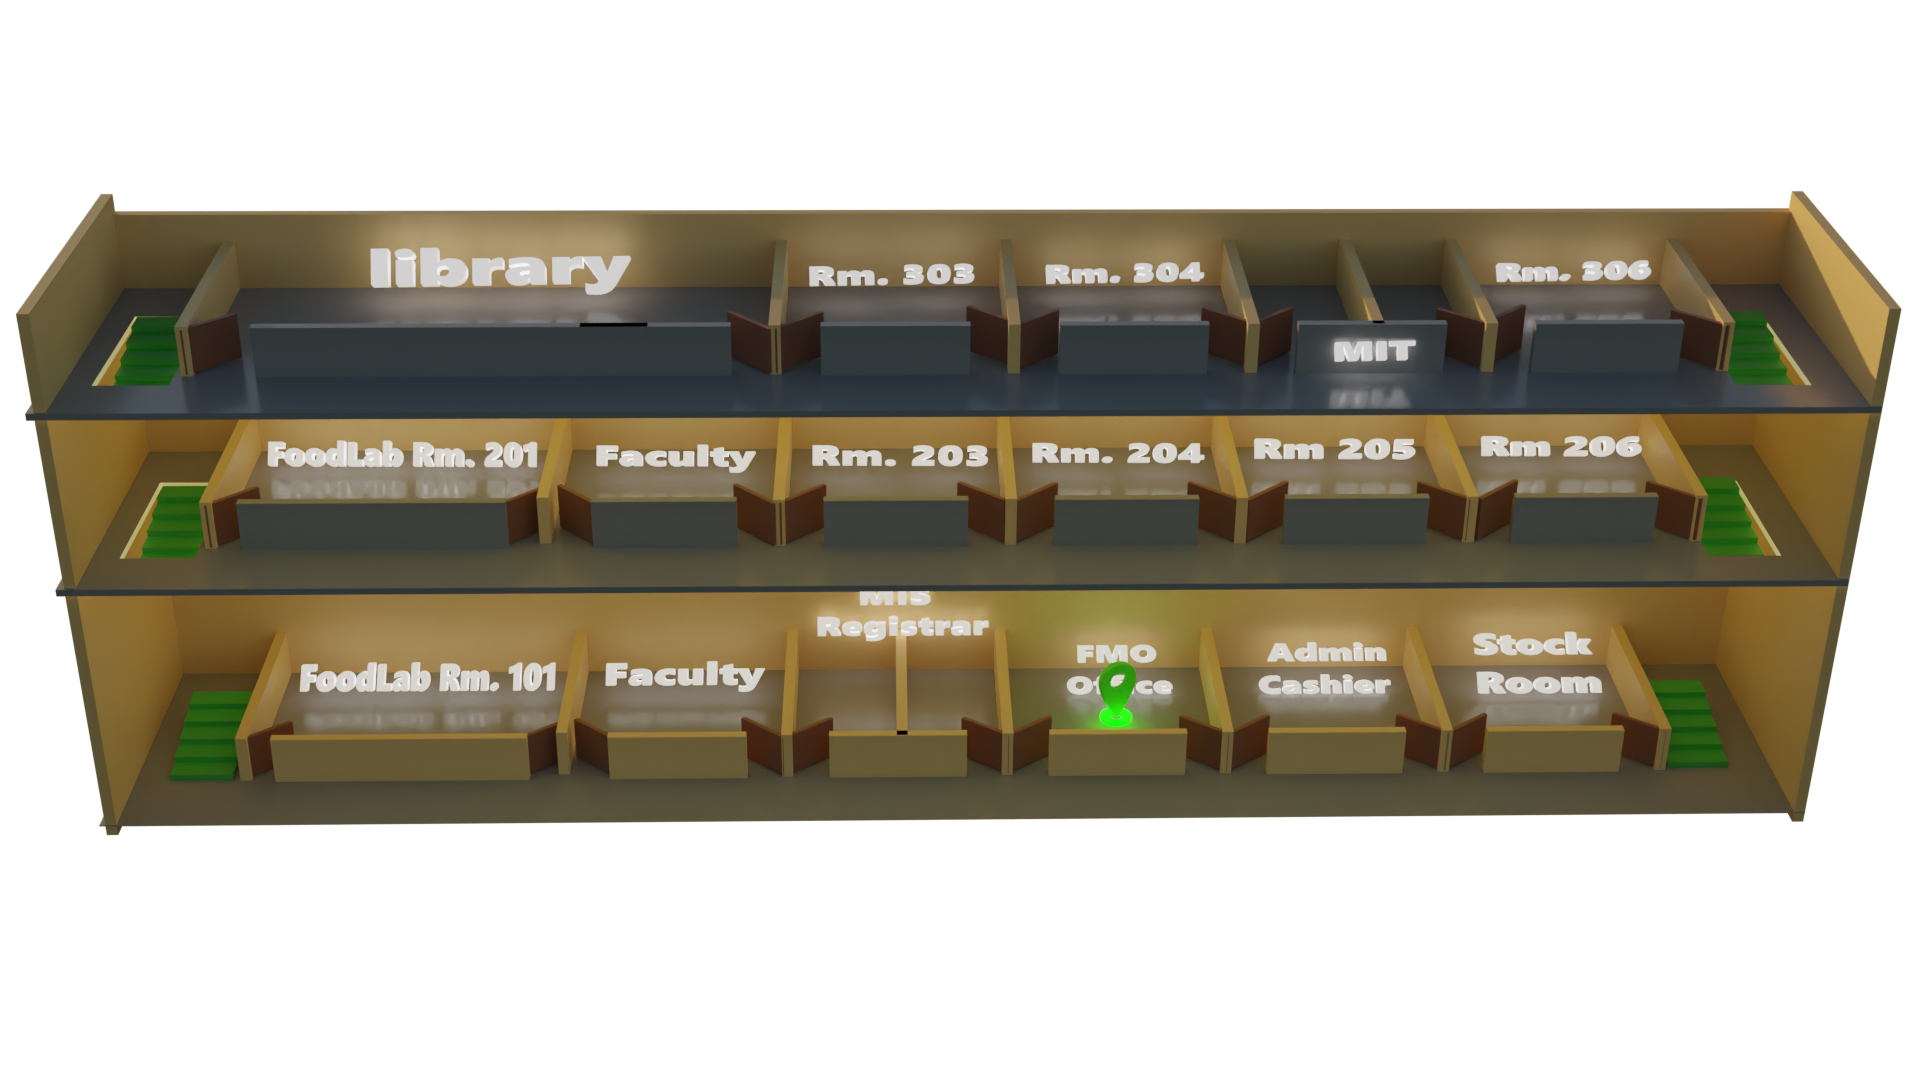 library
Rm. 303
Rm. 304
MIT
Rm. 306
FoodLab Rm. 201
Faculty
Rm. 203
Rm. 204
Rm 205
Rm 206
FoodLab Rm. 101
Faculty
MIS
Registrar
FMO
Office
Admin
Cashier
Stock
Room